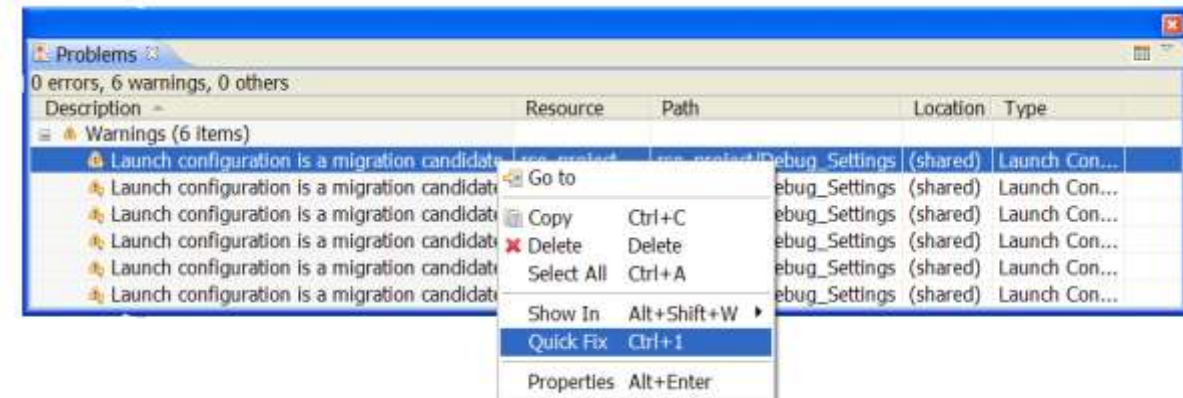 Problems
0 errors, 6 warnings, 0 others
Description Resource Path Location Type
Warnings (6 items)
Launch configuration is a migration candidate rse_project rse_project/Debug_Settings (shared) Launch Con...
Launch configuration is a migration candidate ebug_Settings (shared) Launch Con...
Launch configuration is a migration candidate ebug_Settings (shared) Launch Con...
Launch configuration is a migration candidate ebug_Settings (shared) Launch Con...
Launch configuration is a migration candidate ebug_Settings (shared) Launch Con...
Launch configuration is a migration candidate ebug_Settings (shared) Launch Con...
Go to
Copy Ctrl+C
Delete Delete
Select All Ctrl+A
Show In Alt+Shift+W
Quick Fix Ctrl+1
Properties Alt+Enter